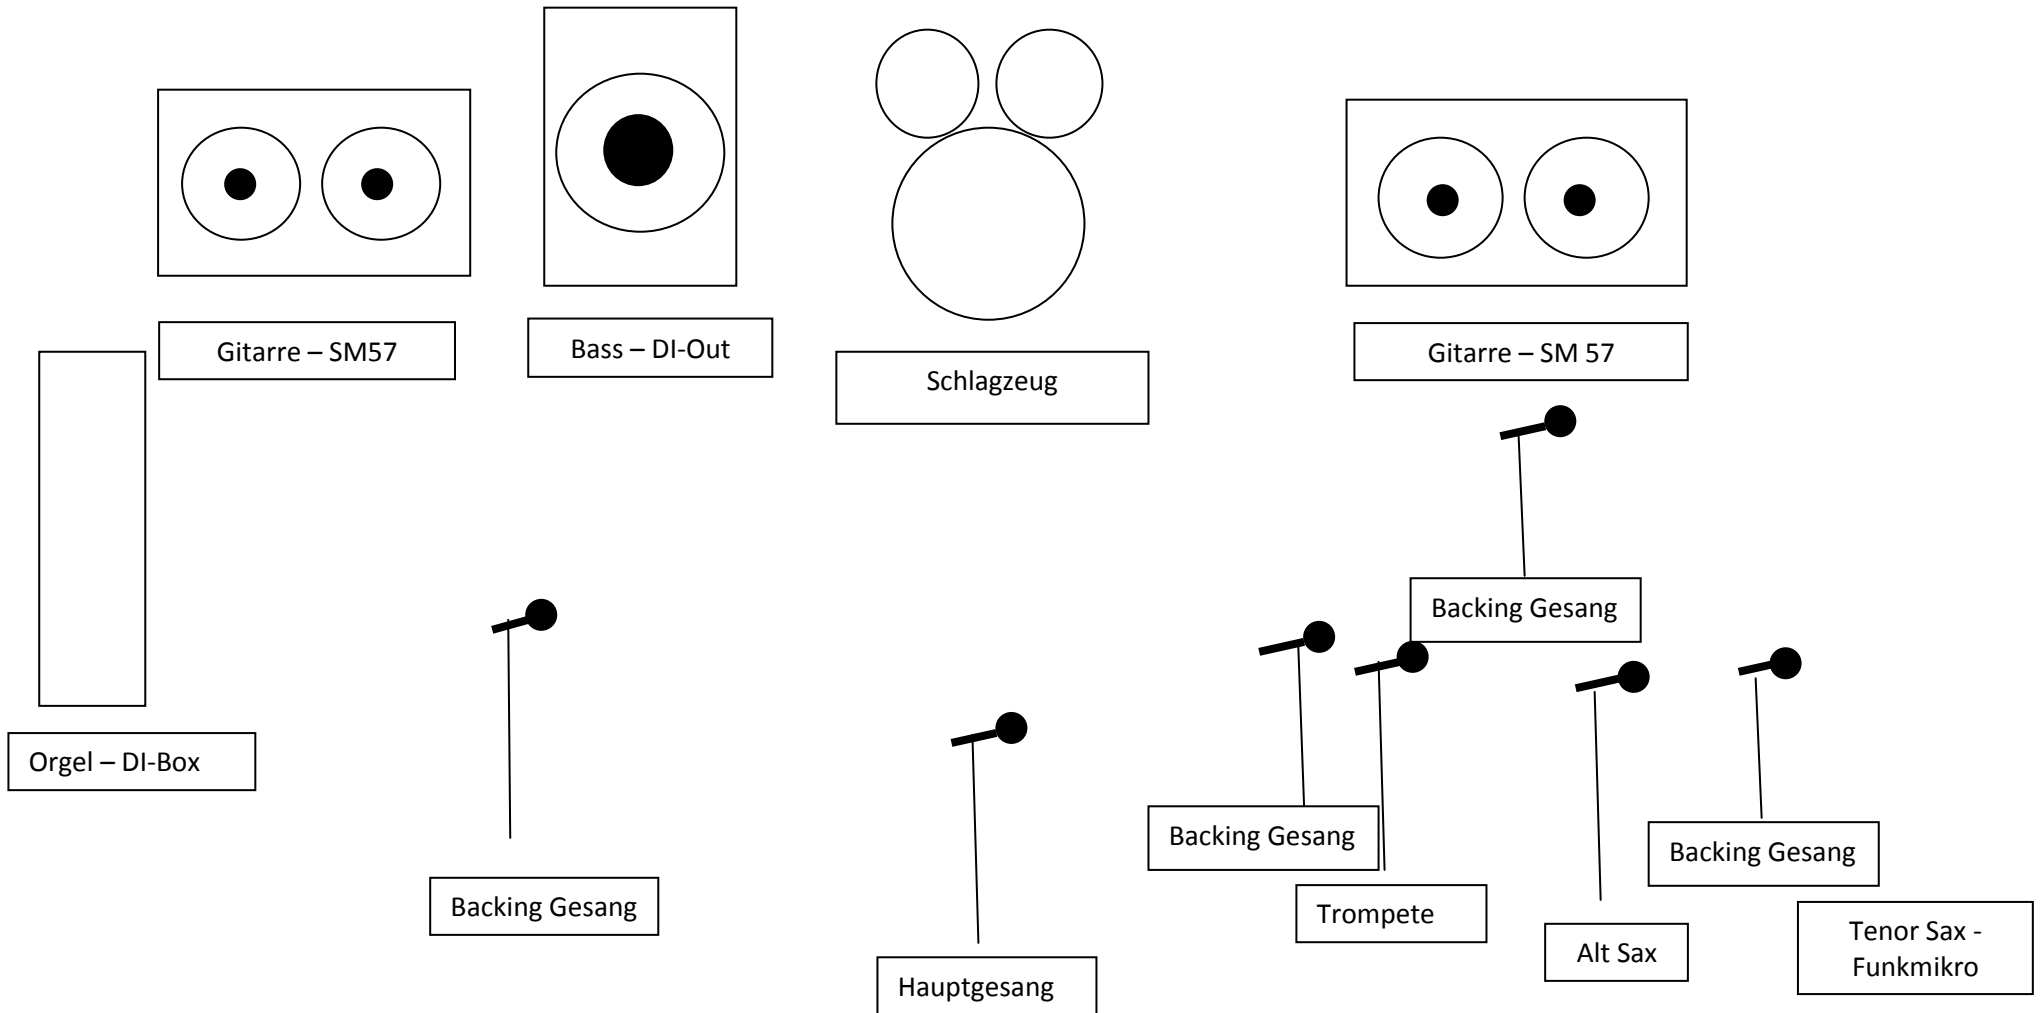 Gitarre – SM57
Bass – DI-Out
Schlagzeug
Gitarre – SM 57
Backing Gesang
Orgel – DI-Box
Backing Gesang
Backing Gesang
Backing Gesang
Trompete
Hauptgesang
Alt Sax
Tenor Sax -
Funkmikro